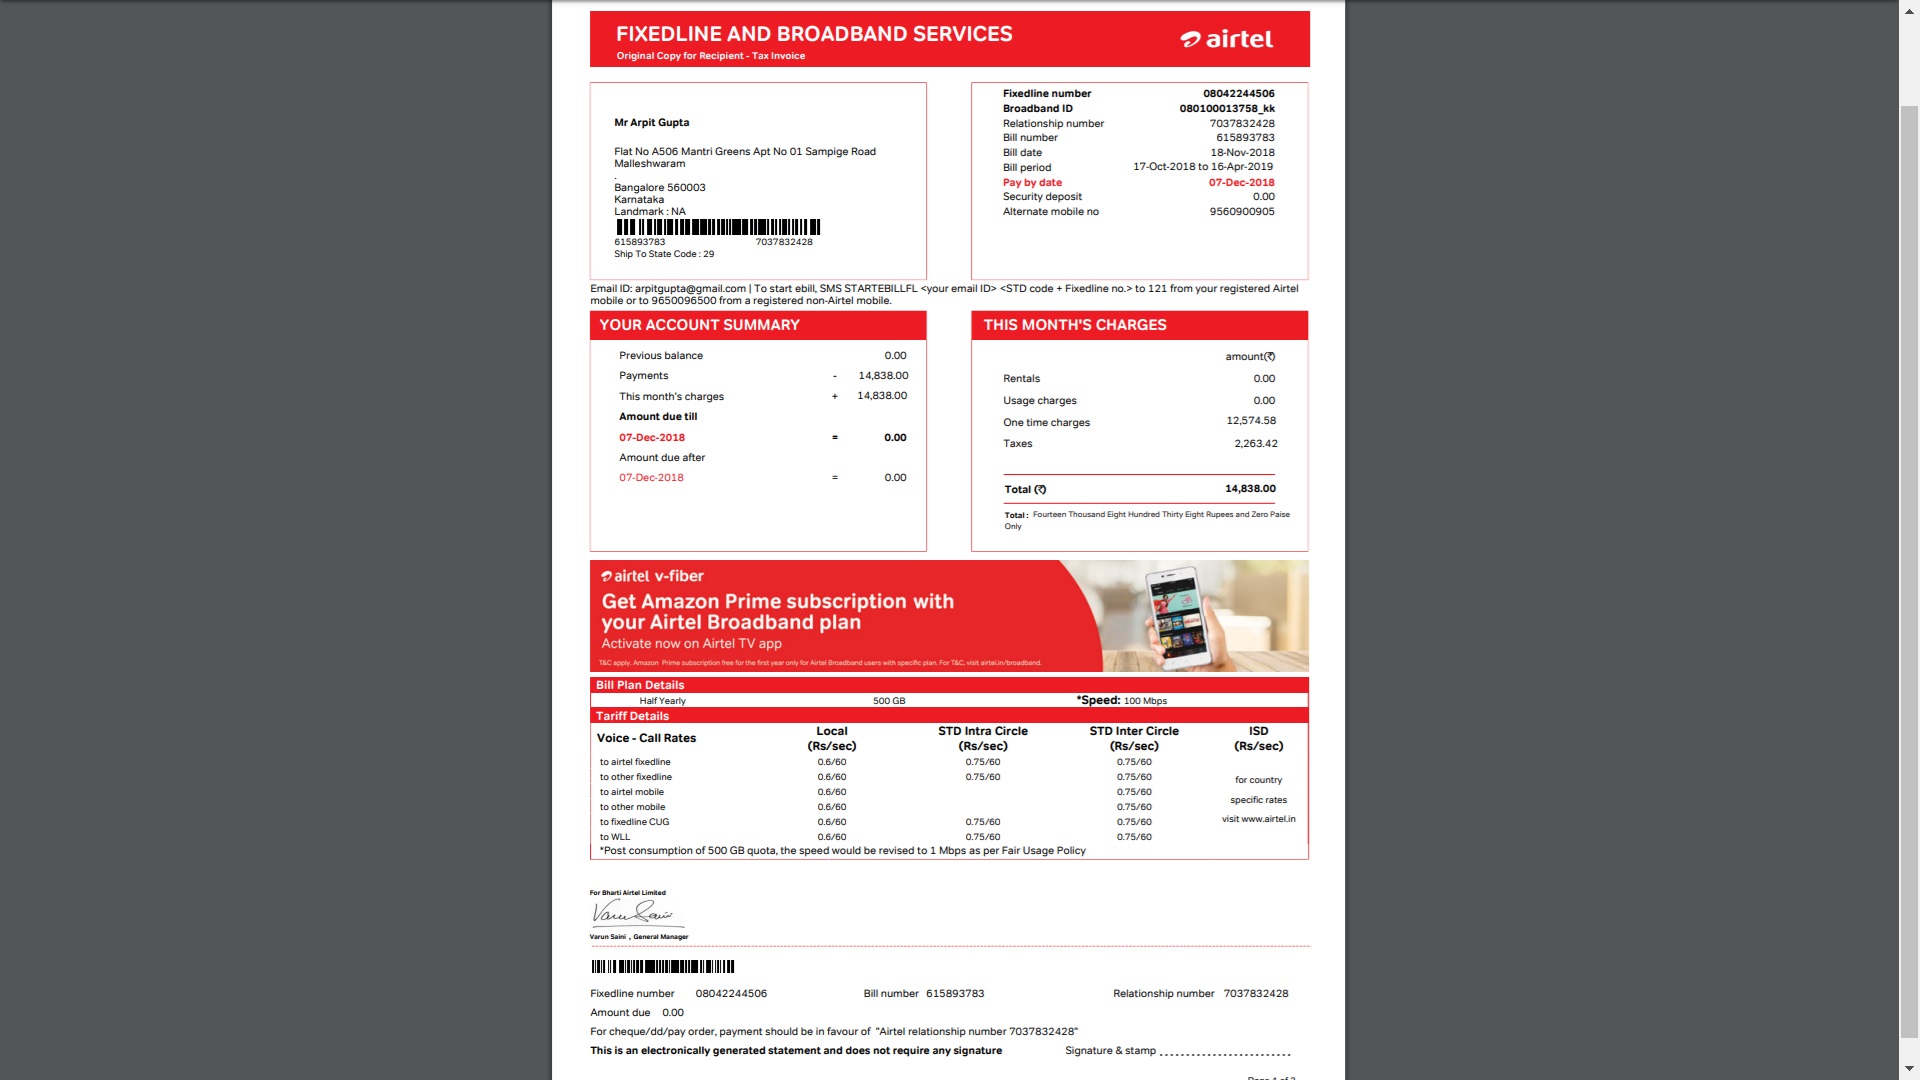 FIXEDLINE AND BROADBAND SERVICES
Original Copy for Recipient - Tax Invoice
airtel
Mr Arpit Gupta
Flat No A506 Mantri Greens Apt No 01 Sampige Road
Malleshwaram
.
Bangalore 560003
Karnataka
Landmark : NA
615893783 7037832428
Ship To State Code : 29
Fixedline number 08042244506
Broadband ID 080100013758_kk
Relationship number 7037832428
Bill number 615893783
Bill date 18-Nov-2018
Bill period 17-Oct-2018 to 16-Apr-2019
Pay by date 07-Dec-2018
Security deposit 0.00
Alternate mobile no 9560900905
Email ID: arpitgupta@gmail.com | To start ebill, SMS STARTEBILLFL <your email ID> <STD code + Fixedline no.> to 121 from your registered Airtel
mobile or to 9650096500 from a registered non-Airtel mobile.
YOUR ACCOUNT SUMMARY
Previous balance 0.00
Payments - 14,838.00
This month's charges + 14,838.00
Amount due till
07-Dec-2018 = 0.00
Amount due after
07-Dec-2018 = 0.00
THIS MONTH'S CHARGES
amount(₹)
Rentals 0.00
Usage charges 0.00
One time charges 12,574.58
Taxes 2,263.42
Total (₹) 14,838.00
Total : Fourteen Thousand Eight Hundred Thirty Eight Rupees and Zero Paise
Only
airtel v-fiber
Get Amazon Prime subscription with
your Airtel Broadband plan
Activate now on Airtel TV app
T&C apply. Amazon Prime subscription free for the first year only for Airtel Broadband users with specific plan. For T&C, visit airtel.in/broadband.
Bill Plan Details
Half Yearly 500 GB *Speed: 100 Mbps
Tariff Details
Voice - Call Rates Local (Rs/sec) STD Intra Circle (Rs/sec) STD Inter Circle (Rs/sec) ISD (Rs/sec)
to airtel fixedline 0.6/60 0.75/60 0.75/60
to other fixedline 0.6/60 0.75/60 0.75/60
to airtel mobile 0.6/60 0.75/60
to other mobile 0.6/60 0.75/60
to fixedline CUG 0.6/60 0.75/60 0.75/60
to WLL 0.6/60 0.75/60 0.75/60
for country
specific rates
visit www.airtel.in
*Post consumption of 500 GB quota, the speed would be revised to 1 Mbps as per Fair Usage Policy
For Bharti Airtel Limited
Varun Saini
Varun Saini , General Manager
Fixedline number 08042244506 Bill number 615893783 Relationship number 7037832428
Amount due 0.00
For cheque/dd/pay order, payment should be in favour of "Airtel relationship number 7037832428"
This is an electronically generated statement and does not require any signature Signature & stamp